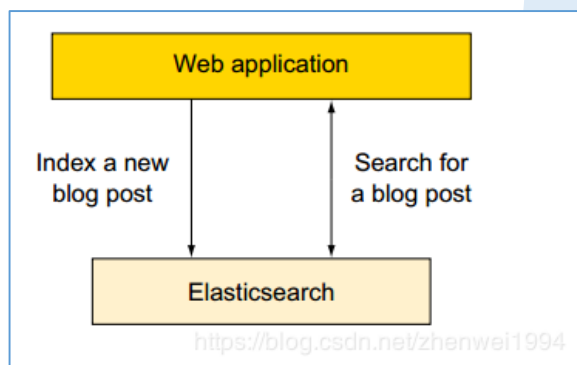 Web application
Index a new
blog post
Search for
a blog post
Elasticsearch
https://blog.csdn.net/zhenwei1994